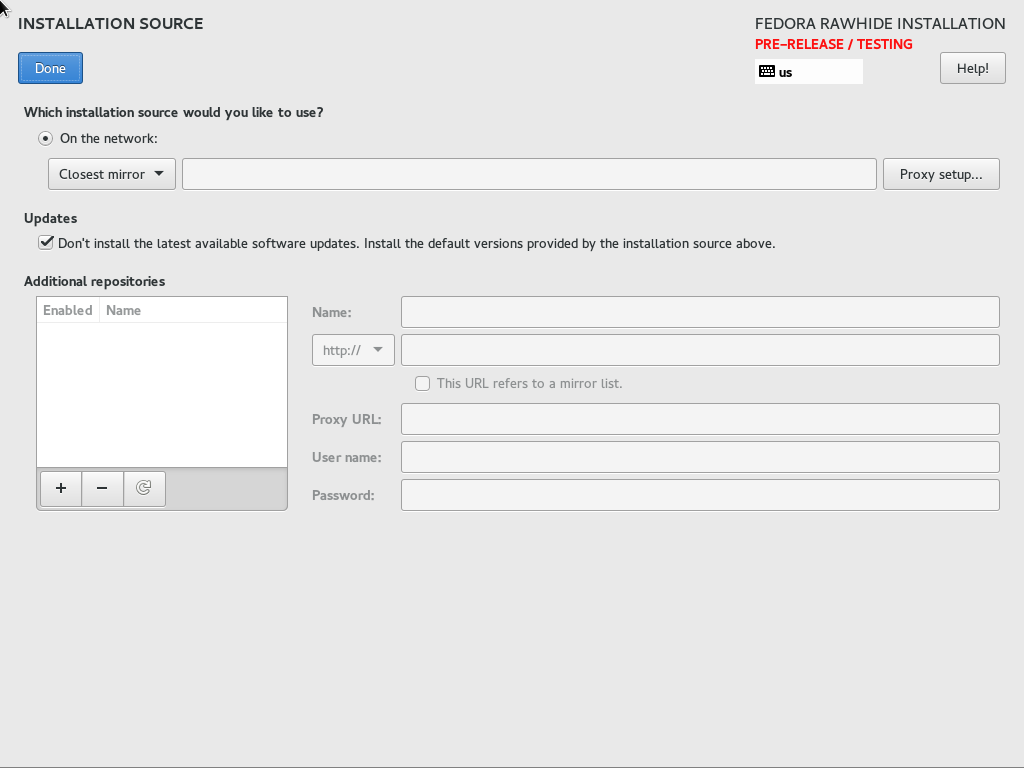 INSTALLATION SOURCE
FEDORA RAWHIDE INSTALLATION
PRE-RELEASE / TESTING
Done
us
Help!
Which installation source would you like to use?
On the network:
Closest mirror
Proxy setup...
Updates
Don't install the latest available software updates. Install the default versions provided by the installation source above.
Additional repositories
Enabled Name
Name:
http://
This URL refers to a mirror list.
Proxy URL:
User name:
Password: